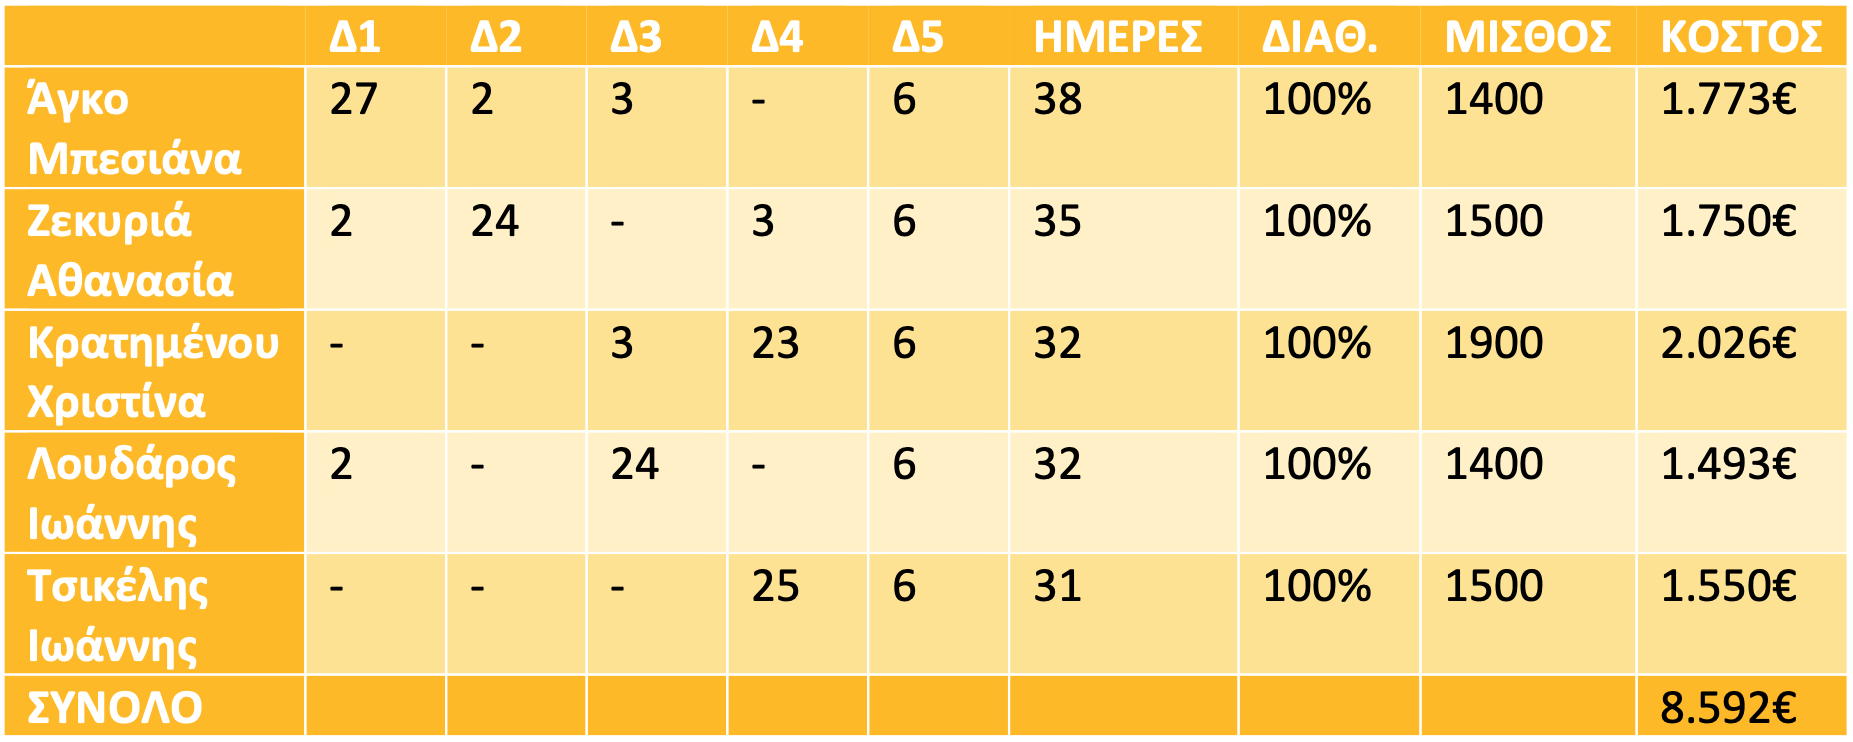 Δ1 Δ2 Δ3 Δ4 Δ5 ΗΜΕΡΕΣ ΔΙΑΘ. ΜΙΣΘΟΣ ΚΟΣΤΟΣ
Άγκο 27 2 3 - 6 38 100% 1400 1.773€
Μπεσιάνα
Ζεκυριά 2 24 - 3 6 35 100% 1500 1.750€
Αθανασία
Κρατημένου - - 3 23 6 32 100% 1900 2.026€
Χριστίνα
Λουδάρος 2 - 24 - 6 32 100% 1400 1.493€
Ιωάννης
Τσικέλης - - - 25 6 31 100% 1500 1.550€
Ιωάννης
ΣΥΝΟΛΟ 8.592€